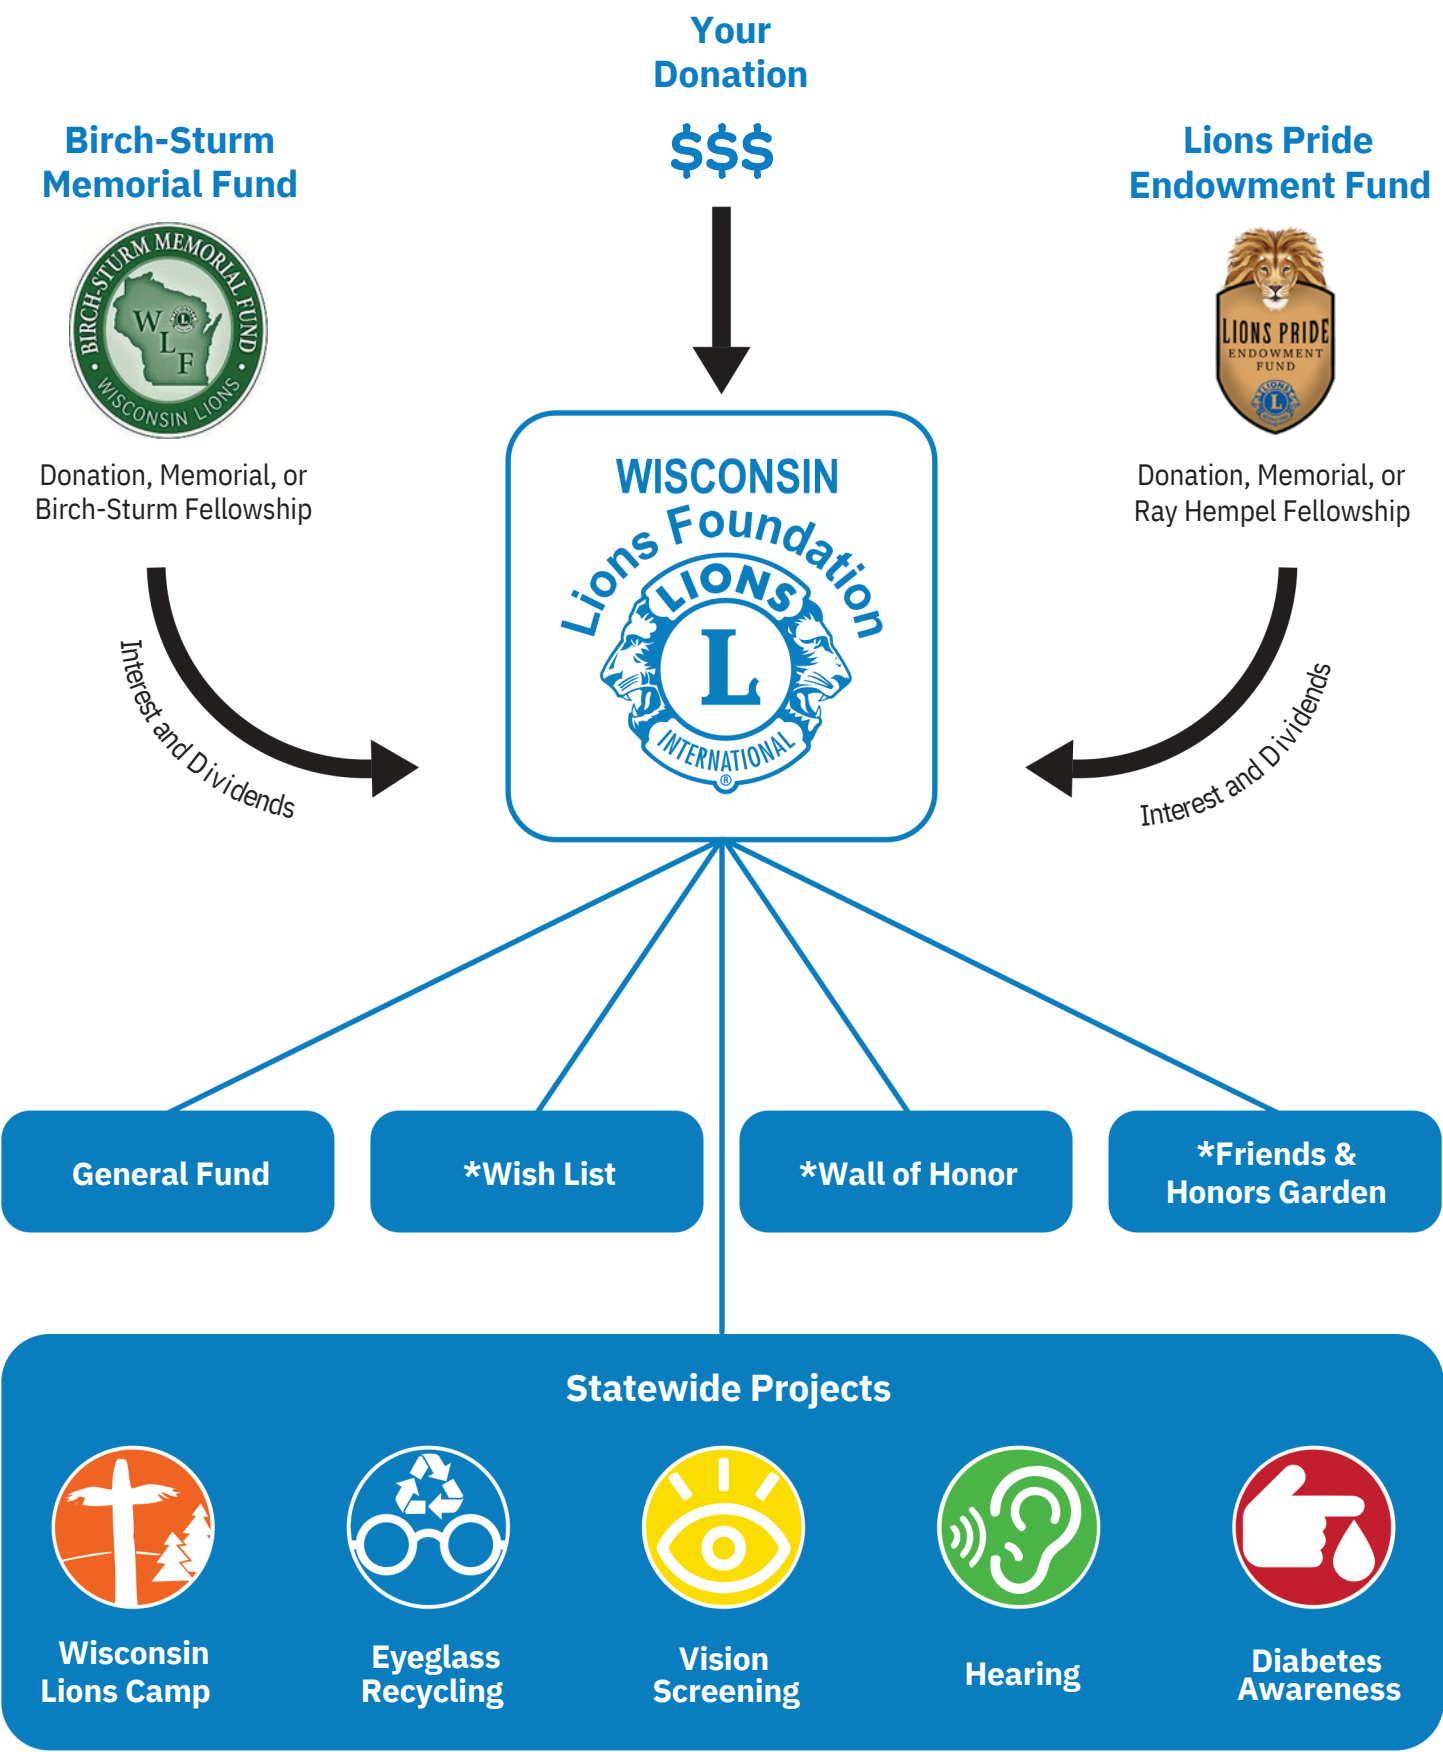 Your
Donation
$$$
Birch-Sturm
Memorial Fund
BIRCH-STURM MEMORIAL FUND
W L F
L
• WISCONSIN LIONS •
Donation, Memorial, or
Birch-Sturm Fellowship
Interest and Dividends
Lions Pride
Endowment Fund
LIONS PRIDE
ENDOWMENT
FUND
LIONS
L
Donation, Memorial, or
Ray Hempel Fellowship
Interest and Dividends
WISCONSIN
Lions Foundation
LIONS
L
INTERNATIONAL
®
General Fund
*Wish List
*Wall of Honor
*Friends &
Honors Garden
Statewide Projects
Wisconsin
Lions Camp
Eyeglass
Recycling
Vision
Screening
Hearing
Diabetes
Awareness